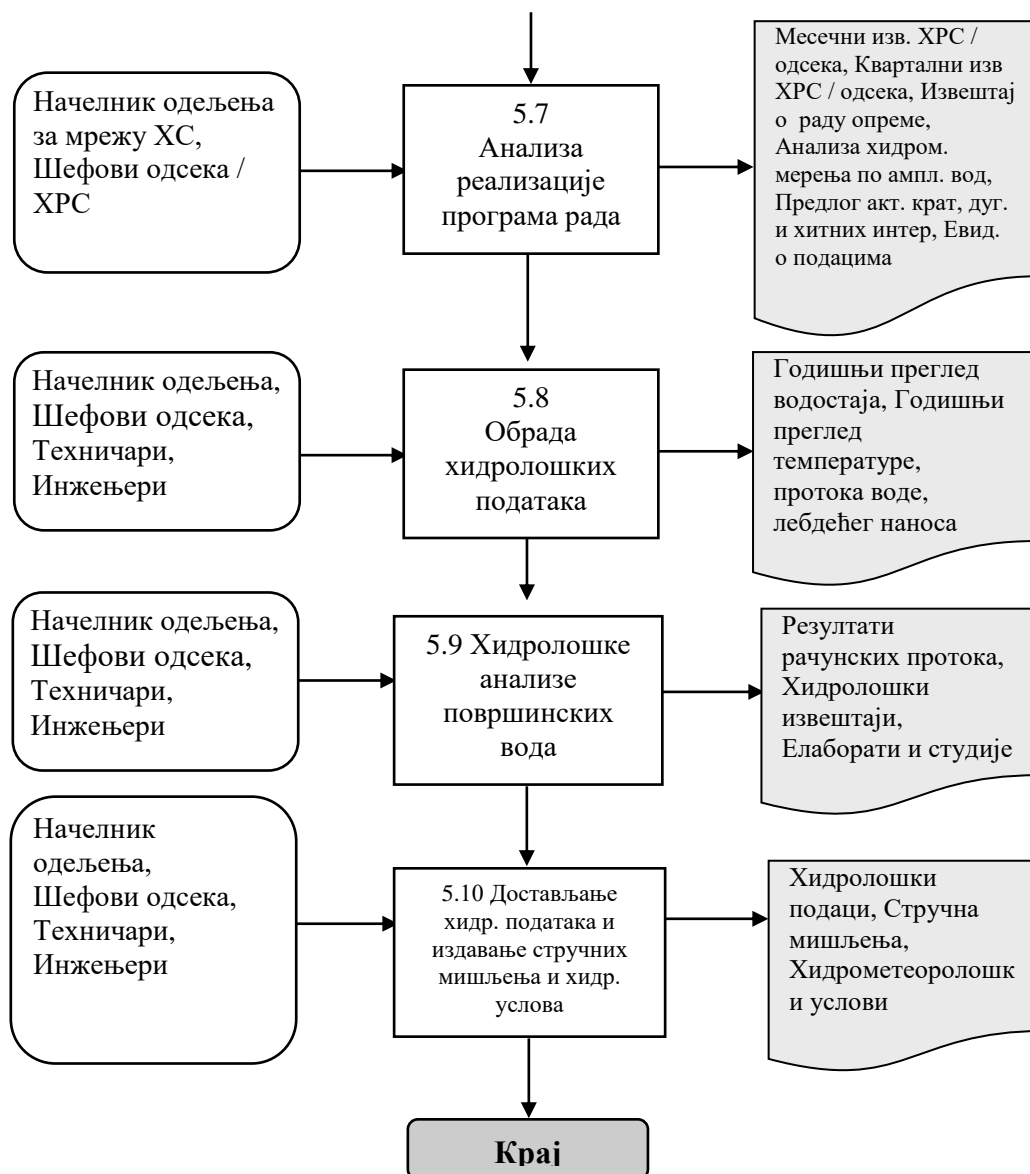 Начелник одељења
за мрежу ХС,
Шефови одсека /
ХРС
5.7
Анализа
реализације
програма рада
Месечни изв. ХРС /
одсека, Квартални изв
ХРС / одсека, Извештај
о раду опреме,
Анализа хидром.
мерења по ампл. вод,
Предлог акт. крат, дуг.
и хитних интер, Евид.
о подацима
Начелник одељења,
Шефови одсека,
Техничари,
Инжењери
5.8
Обрада
хидролошких
података
Годишњи преглед
водостаја, Годишњи
преглед
температуре,
протока воде,
лебдећег наноса
Начелник одељења,
Шефови одсека,
Техничари,
Инжењери
5.9 Хидролошке
анализе
површинских
вода
Резултати
рачунских протока,
Хидролошки
извештаји,
Елаборати и студије
Начелник
одељења,
Шефови одсека,
Техничари,
Инжењери
5.10 Достављање
хидр. података и
издавање стручних
мишљења и хидр.
услова
Хидролошки
подаци, Стручна
мишљења,
Хидрометеоролошк
и услови
Крај